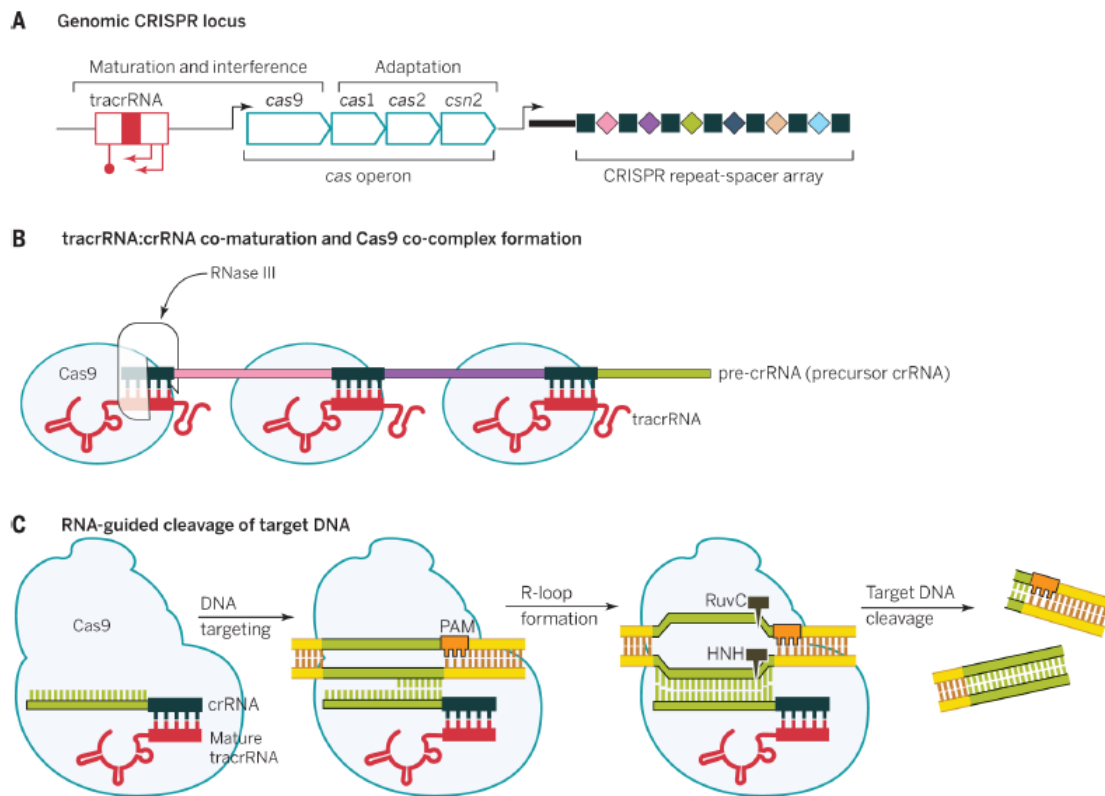 A Genomic CRISPR locus
Maturation and interference
Adaptation
tracrRNA
cas9
cas1
cas2
csn2
cas operon
CRISPR repeat-spacer array
B tracrRNA:crRNA co-maturation and Cas9 co-complex formation
RNase III
Cas9
pre-crRNA (precursor crRNA)
tracrRNA
C RNA-guided cleavage of target DNA
Cas9
DNA
targeting
PAM
R-loop
formation
RuvC
HNH
Target DNA
cleavage
crRNA
Mature
tracrRNA